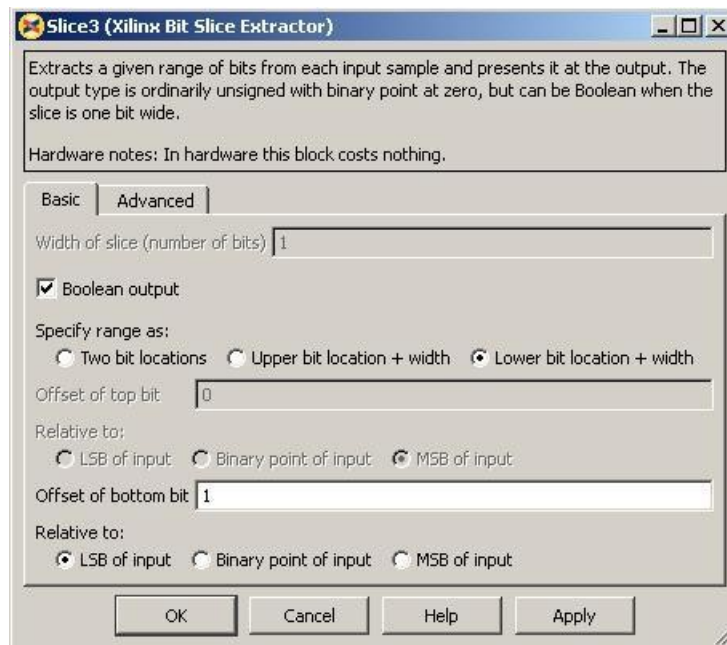 Slice3 (Xilinx Bit Slice Extractor)
Extracts a given range of bits from each input sample and presents it at the output. The
output type is ordinarily unsigned with binary point at zero, but can be Boolean when the
slice is one bit wide.
Hardware notes: In hardware this block costs nothing.
Basic Advanced
Width of slice (number of bits) 1
Boolean output
Specify range as:
Two bit locations Upper bit location + width Lower bit location + width
Offset of top bit 0
Relative to:
LSB of input Binary point of input MSB of input
Offset of bottom bit 1
Relative to:
LSB of input Binary point of input MSB of input
OK Cancel Help Apply